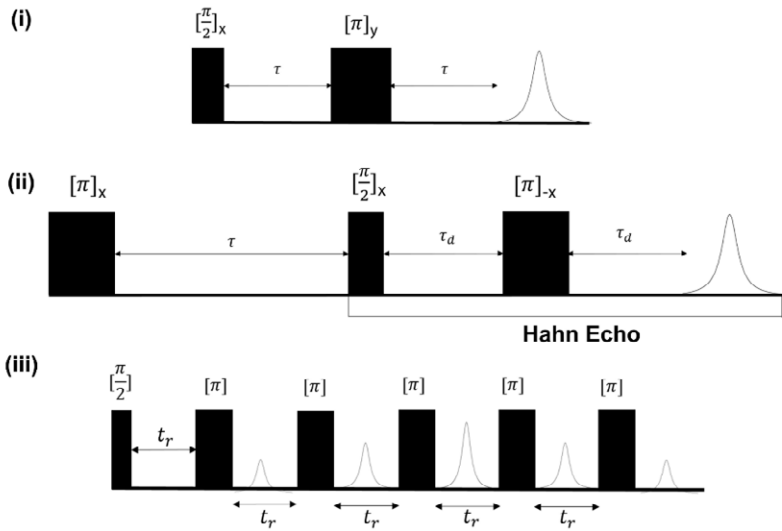 (i)
[π/2]x
[π]y
τ
τ
(ii)
[π]x
[π/2]x
[π]-x
τ
τd
τd
Hahn Echo
(iii)
[π/2]
[π]
[π]
[π]
[π]
[π]
tr
tr
tr
tr
tr